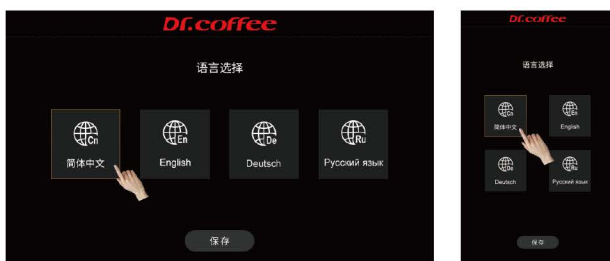 Dr.coffee
语言选择
Cn
En
De
Ru
简体中文
English
Deutsch
Русский язык
保存
Dr.coffee
语言选择
Cn
En
简体中文
English
De
Ru
Deutsch
Русский язык
保存